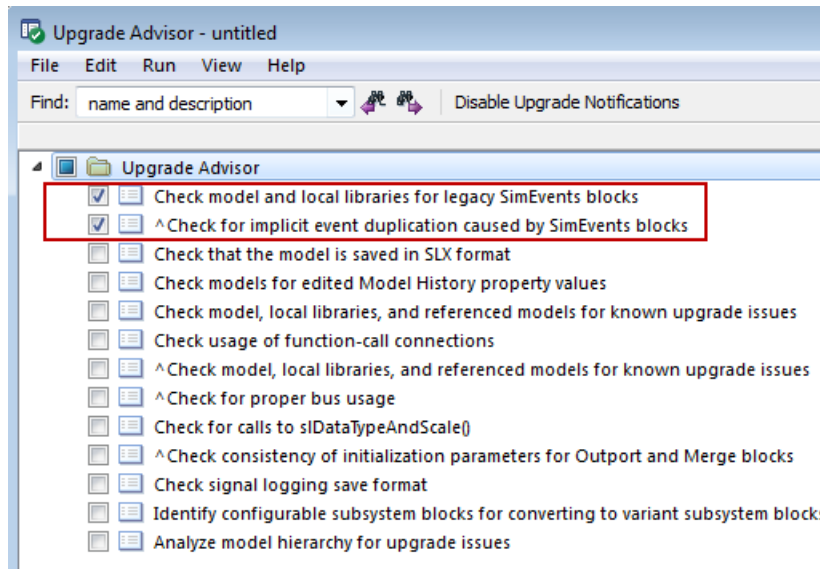 Upgrade Advisor - untitled
File Edit Run View Help
Find: name and description Disable Upgrade Notifications
Upgrade Advisor
Check model and local libraries for legacy SimEvents blocks
^Check for implicit event duplication caused by SimEvents blocks
Check that the model is saved in SLX format
Check models for edited Model History property values
Check model, local libraries, and referenced models for known upgrade issues
Check usage of function-call connections
^Check model, local libraries, and referenced models for known upgrade issues
^Check for proper bus usage
Check for calls to slDataTypeAndScale()
^Check consistency of initialization parameters for Outport and Merge blocks
Check signal logging save format
Identify configurable subsystem blocks for converting to variant subsystem blocks
Analyze model hierarchy for upgrade issues